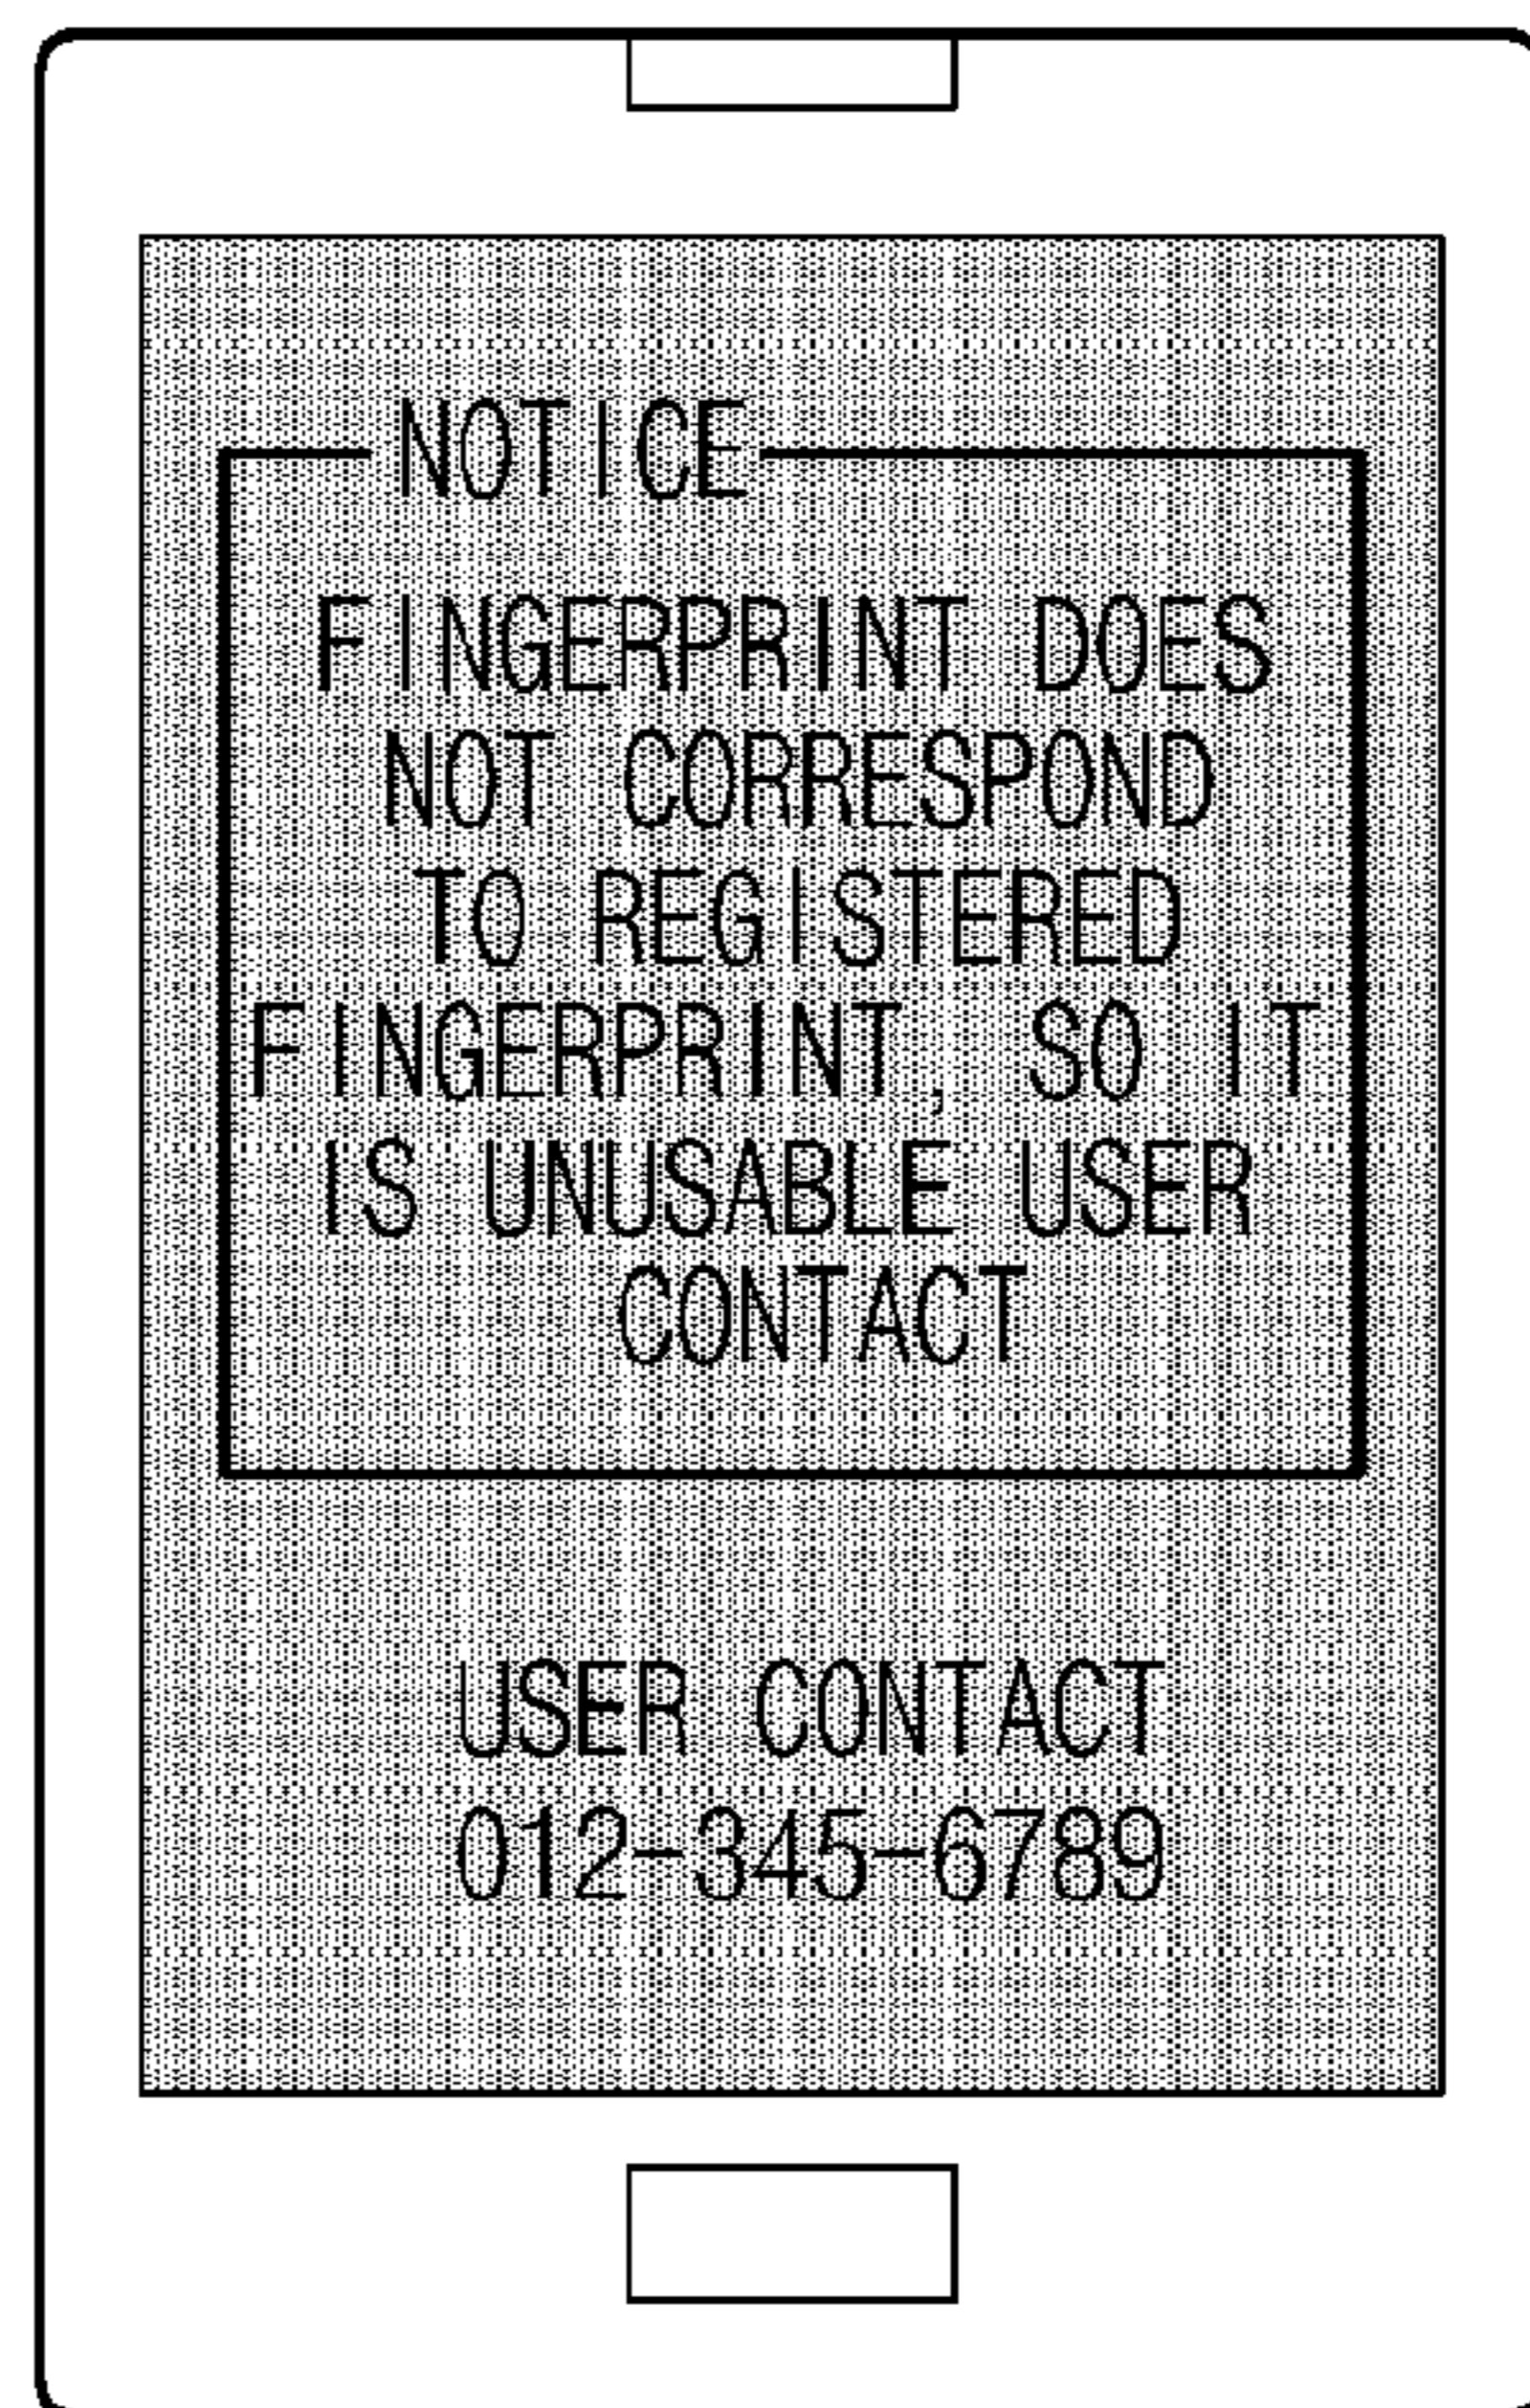 NOTICE
FINGERPRINT DOES
NOT CORRESPOND
TO REGISTERED
FINGERPRINT, SO IT
IS UNUSABLE USER
CONTACT
USER CONTACT
012-345-6789